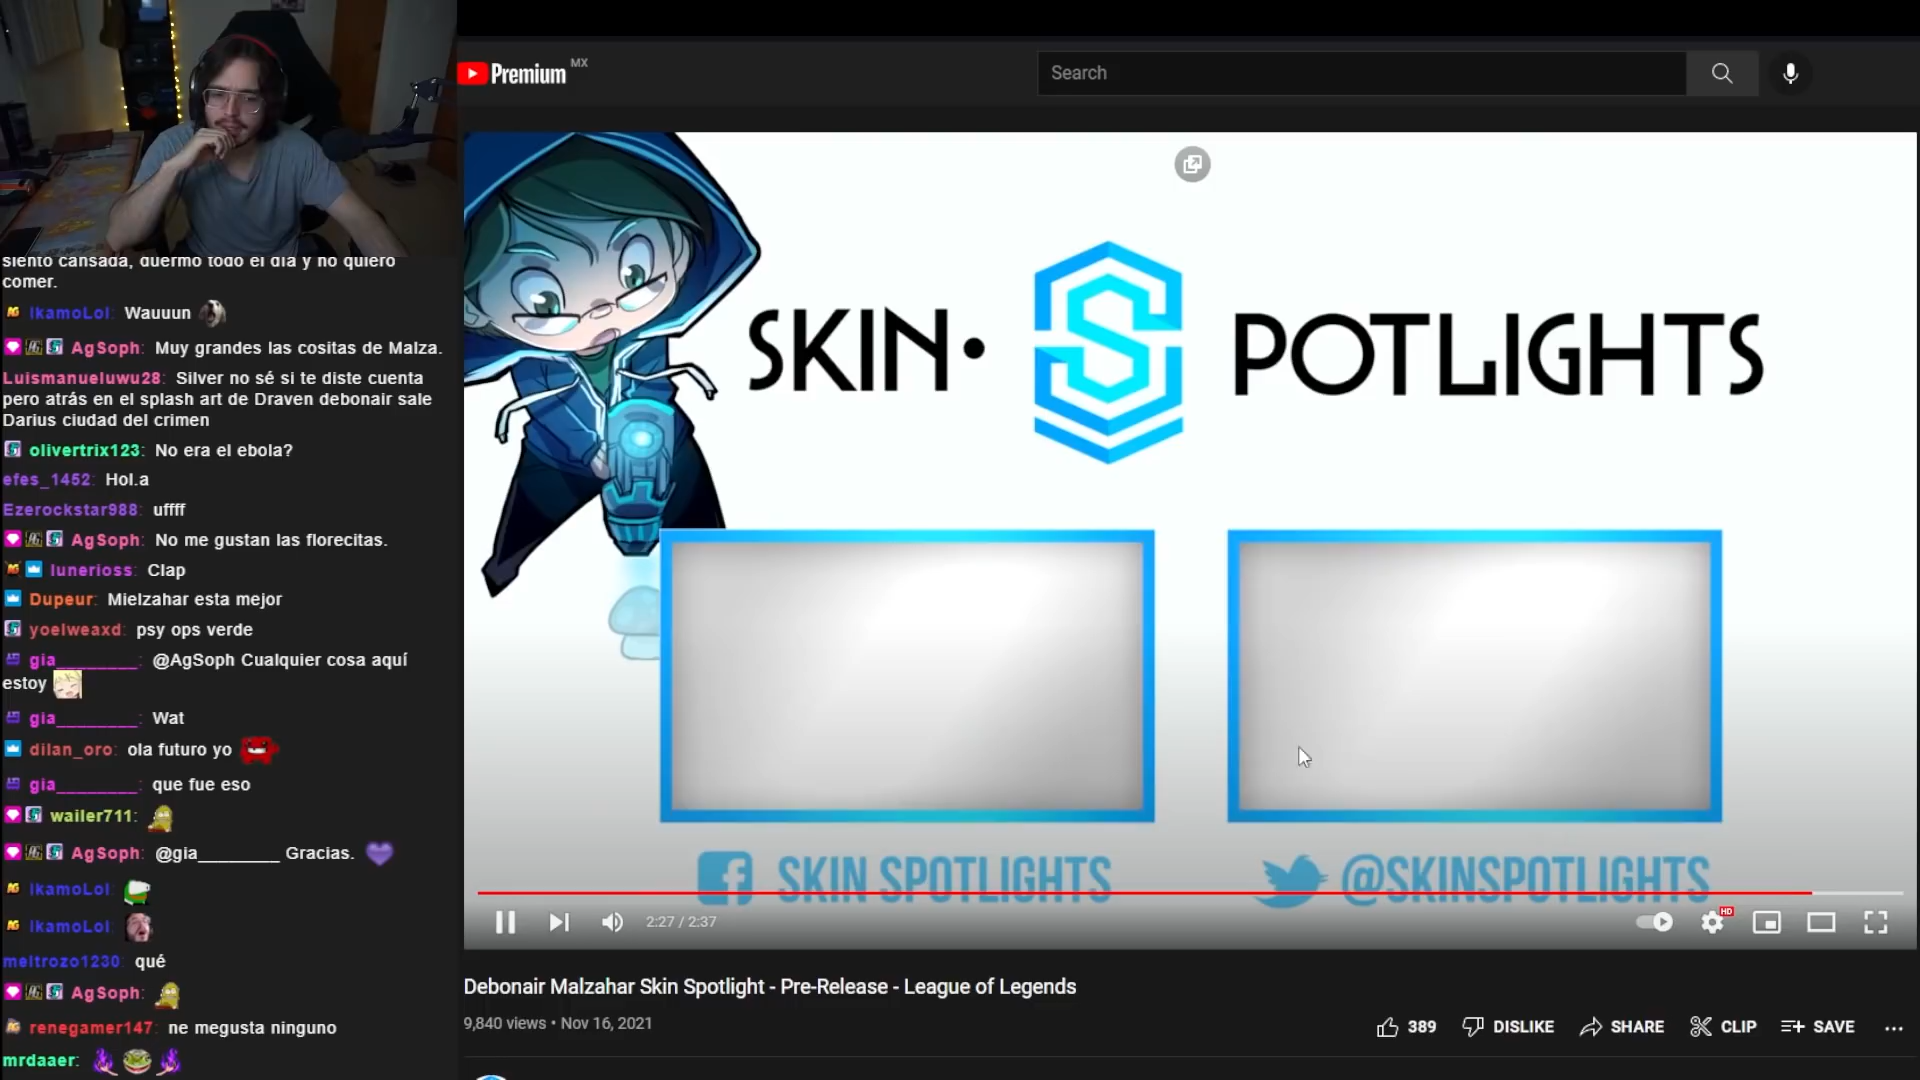 Premium MX
Search
siento cansada, duermo todo el día y no quiero
comer.
IkamoLol: Wauuun
AgSoph: Muy grandes las cositas de Malza.
Luismanueluwu28: Silver no sé si te diste cuenta
pero atrás en el splash art de Draven debonair sale
Darius ciudad del crimen
olivertrix123: No era el ebola?
efes_1452: Hol.a
Ezerockstar988: uffff
AgSoph: No me gustan las florecitas.
lunerioss: Clap
Dupeur: Mielzahar esta mejor
yoelweaxd: psy ops verde
gia________: @AgSoph Cualquier cosa aquí
estoy
gia________: Wat
dilan_oro: ola futuro yo
gia________: que fue eso
wailer711:
AgSoph: @gia________ Gracias.
IkamoLol:
IkamoLol:
meltrozo1230: qué
AgSoph:
renegamer147: ne megusta ninguno
mrdaaer:
SKIN• S POTLIGHTS
SKIN SPOTLIGHTS
@SKINSPOTLIGHTS
2:27 / 2:37
HD
Debonair Malzahar Skin Spotlight - Pre-Release - League of Legends
9,840 views • Nov 16, 2021
389 DISLIKE SHARE CLIP SAVE